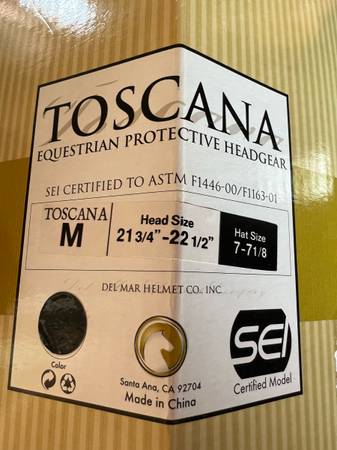 TOSCANA
EQUESTRIAN PROTECTIVE HEADGEAR
SEI CERTIFIED TO ASTM F1446-00/F1163-01
TOSCANA
M
Head Size
21 3/4"-22 1/2"
Hat Size
7-7 1/8
DEL MAR HELMET CO., INC
Color
Santa Ana, CA 92704
Made in China
SEI
Certified Model